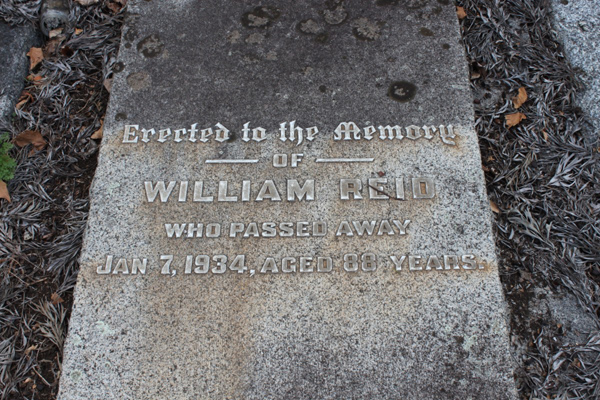 Erected to the Memory
OF
WILLIAM REID
WHO PASSED AWAY
JAN 7, 1934, AGED 88 YEARS.